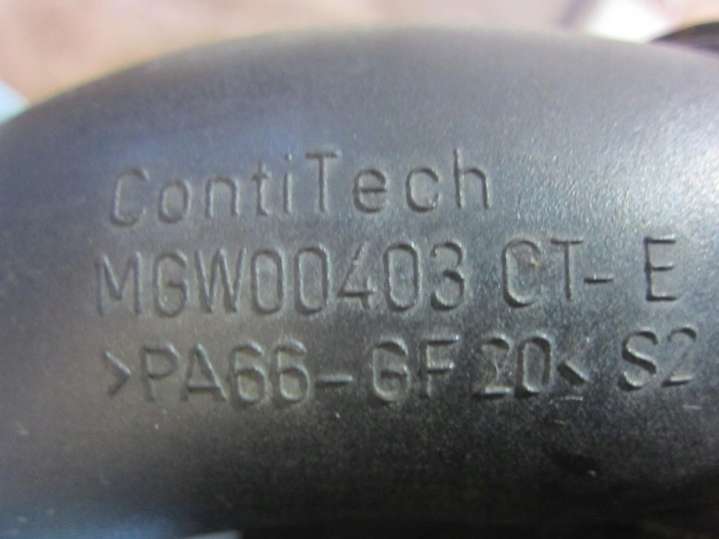 ContiTech
MGW00403 CT-E
>PA66-GF20< S2